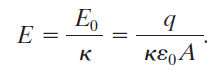 E = E₀/κ = q/κε₀A.